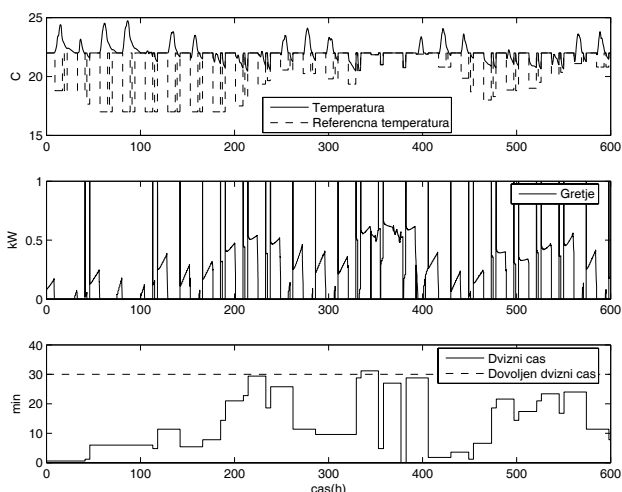 25
20
15
C
0 100 200 300 400 500 600
Temperatura
Referencna temperatura
1
0.5
0
kW
0 100 200 300 400 500 600
Gretje
40
30
20
10
0
min
0 100 200 300 400 500 600
cas(h)
Dvizni cas
Dovoljen dvizni cas